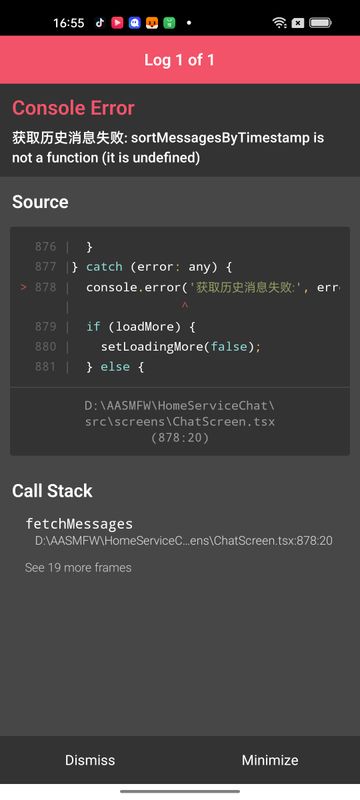 16:55
Log 1 of 1
Console Error
获取历史消息失败: sortMessagesByTimestamp is
not a function (it is undefined)
Source
876 | }
877 |} catch (error: any) {
> 878 | console.error('获取历史消息失败:', err
| ^
879 | if (loadMore) {
880 | setLoadingMore(false);
881 | } else {
D:\AASMFW\HomeServiceChat\
src\screens\ChatScreen.tsx
(878:20)
Call Stack
fetchMessages
D:\AASMFW\HomeServiceC...ens\ChatScreen.tsx:878:20
See 19 more frames
Dismiss
Minimize